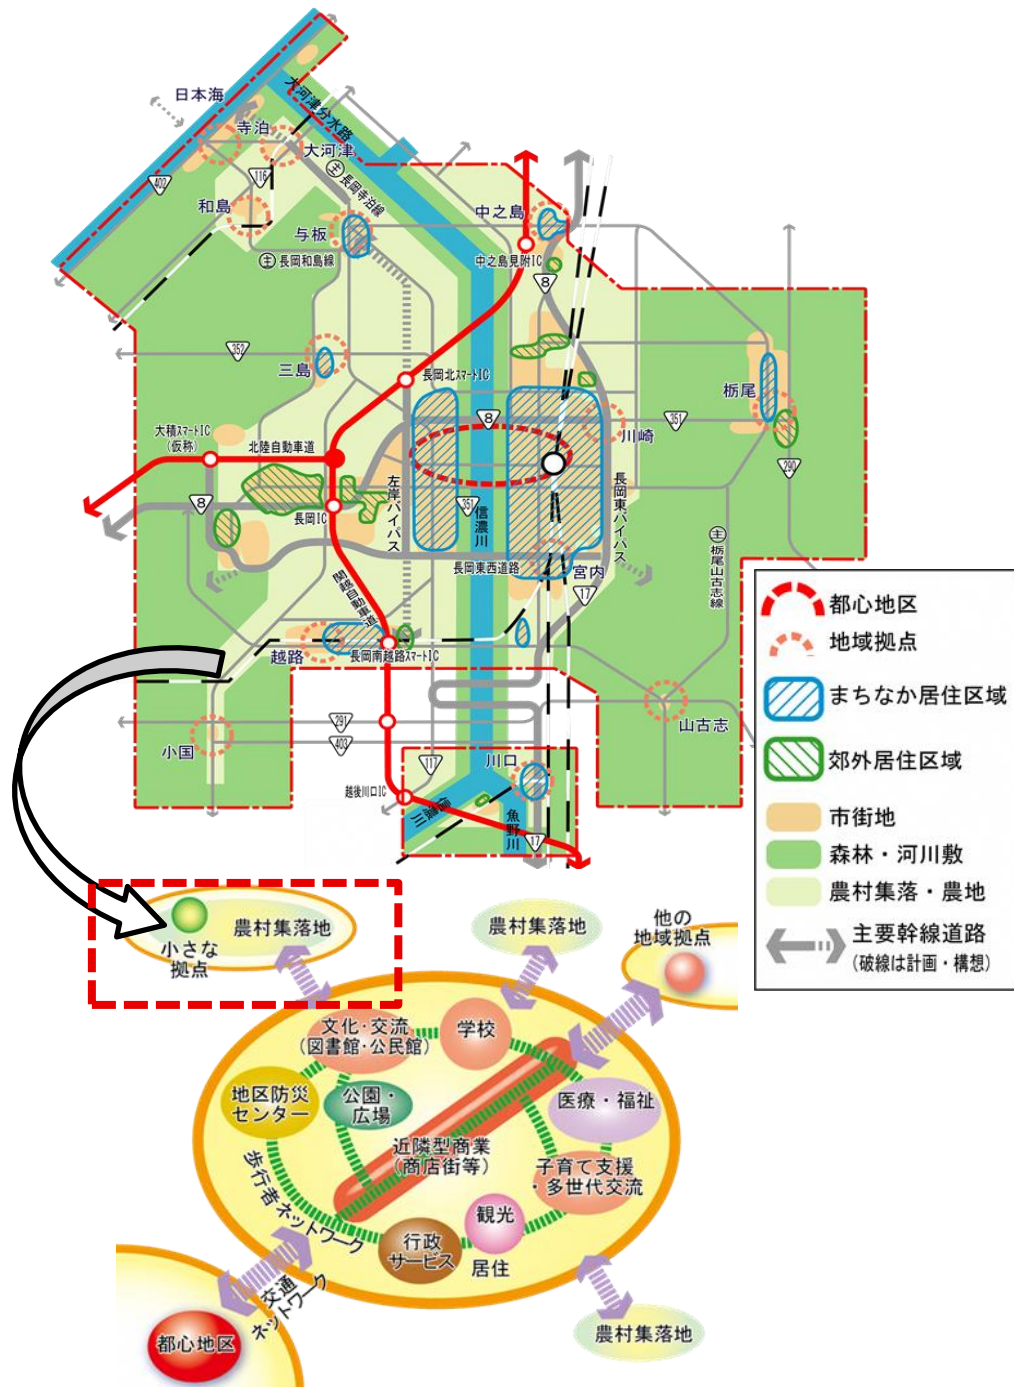 日本海
大河津分水路
寺泊
大河津
主 長岡寺泊線
402
116
和島
与板
中之島
主 長岡和島線
中之島見附IC
8
352
三島
長岡北スマートIC
栃尾
大積スマートIC
(仮称)
北陸自動車道
8
川崎
351
290
8
長岡IC
左岸バイパス
351
信濃川
長岡東バイパス
主 栃尾山古志線
長岡東西道路
宮内
17
関越自動車道
越路
長岡南越路スマートIC
小国
291
403
山古志
117
川口
越後川口IC
信濃川
魚野川
17
都心地区
地域拠点
まちなか居住区域
郊外居住区域
市街地
森林・河川敷
農村集落・農地
主要幹線道路
(破線は計画・構想)
小さな
拠点
農村集落地
農村集落地
他の
地域拠点
文化・交流
(図書館・公民館)
学校
地区防災
センター
公園・
広場
医療・福祉
近隣型商業
(商店街等)
子育て支援
・多世代交流
歩行者ネットワーク
観光
行政
サービス
居住
交通
ネットワーク
都心地区
農村集落地